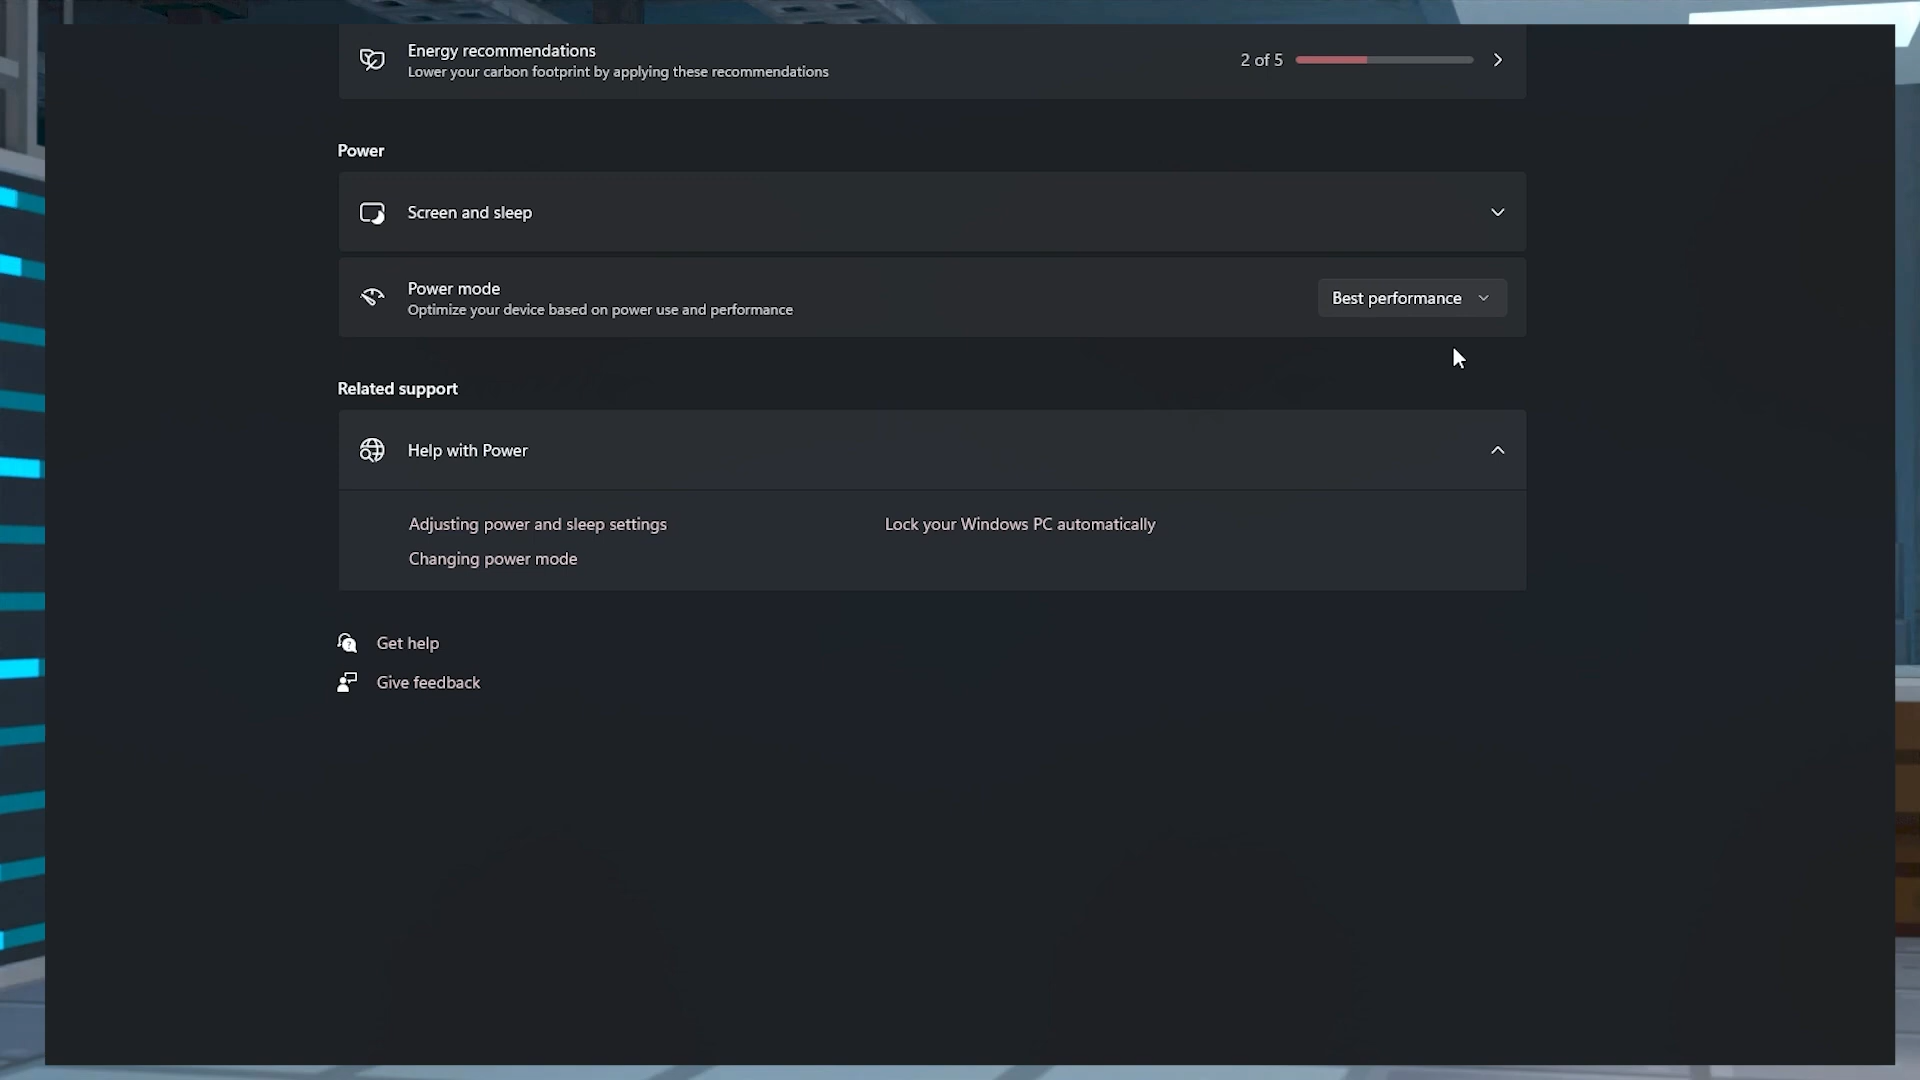 Energy recommendations
Lower your carbon footprint by applying these recommendations
2 of 5
Power
Screen and sleep
Power mode
Optimize your device based on power use and performance
Best performance
Related support
Help with Power
Adjusting power and sleep settings
Lock your Windows PC automatically
Changing power mode
Get help
Give feedback